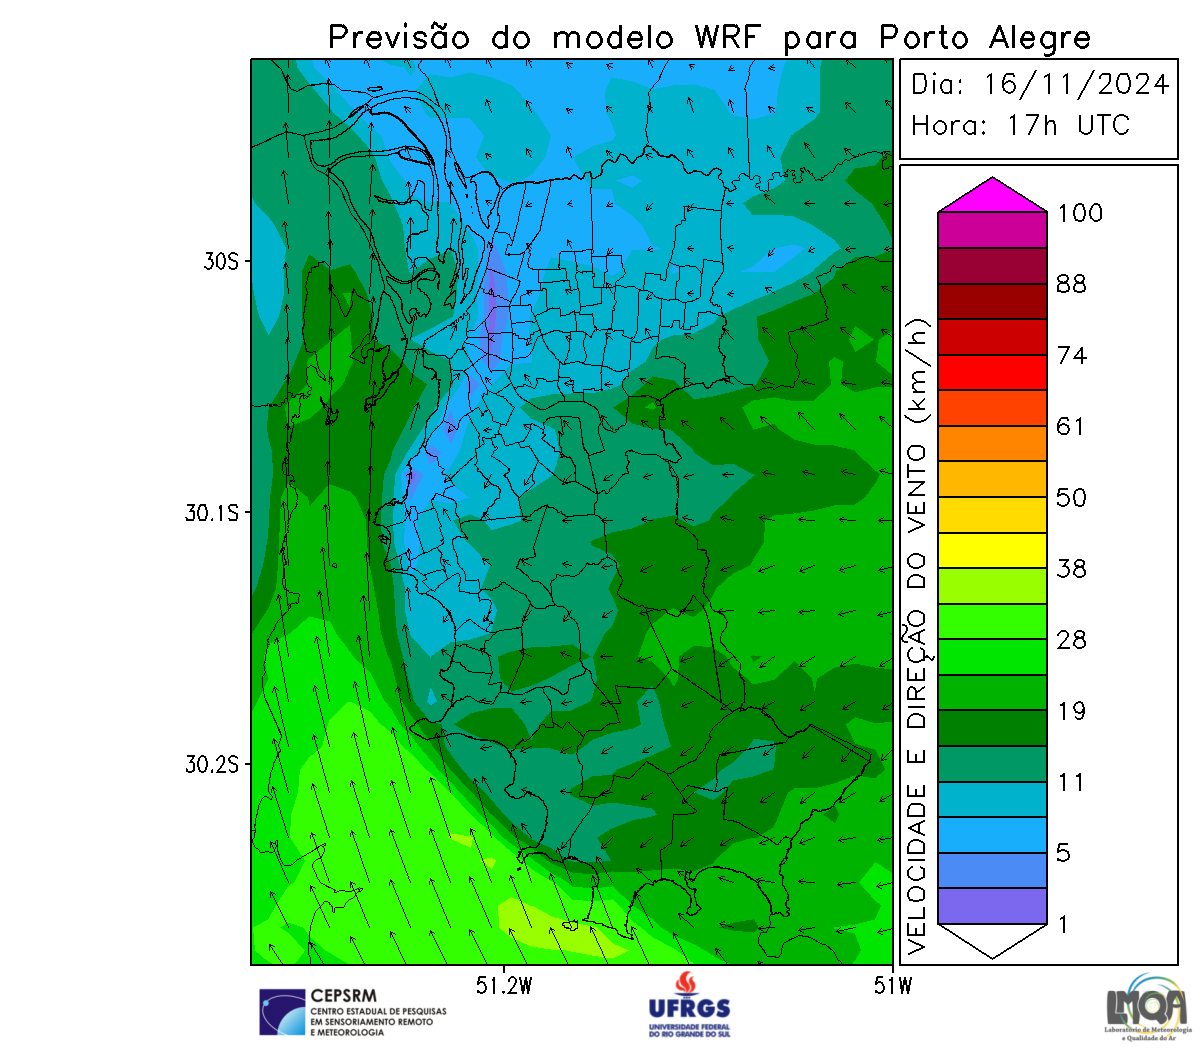 Previsão do modelo WRF para Porto Alegre
Dia: 16/11/2024
Hora: 17h UTC
100
88
74
61
50
38
28
19
11
5
1
VELOCIDADE E DIREÇÃO DO VENTO (km/h)
30S
30.1S
30.2S
51.2W
51W
CEPSRM
CENTRO ESTADUAL DE PESQUISAS
EM SENSORIAMENTO REMOTO
E METEOROLOGIA
UFRGS
UNIVERSIDADE FEDERAL
DO RIO GRANDE DO SUL
LMQA
Laboratório de Meteorologia
e Qualidade do Ar